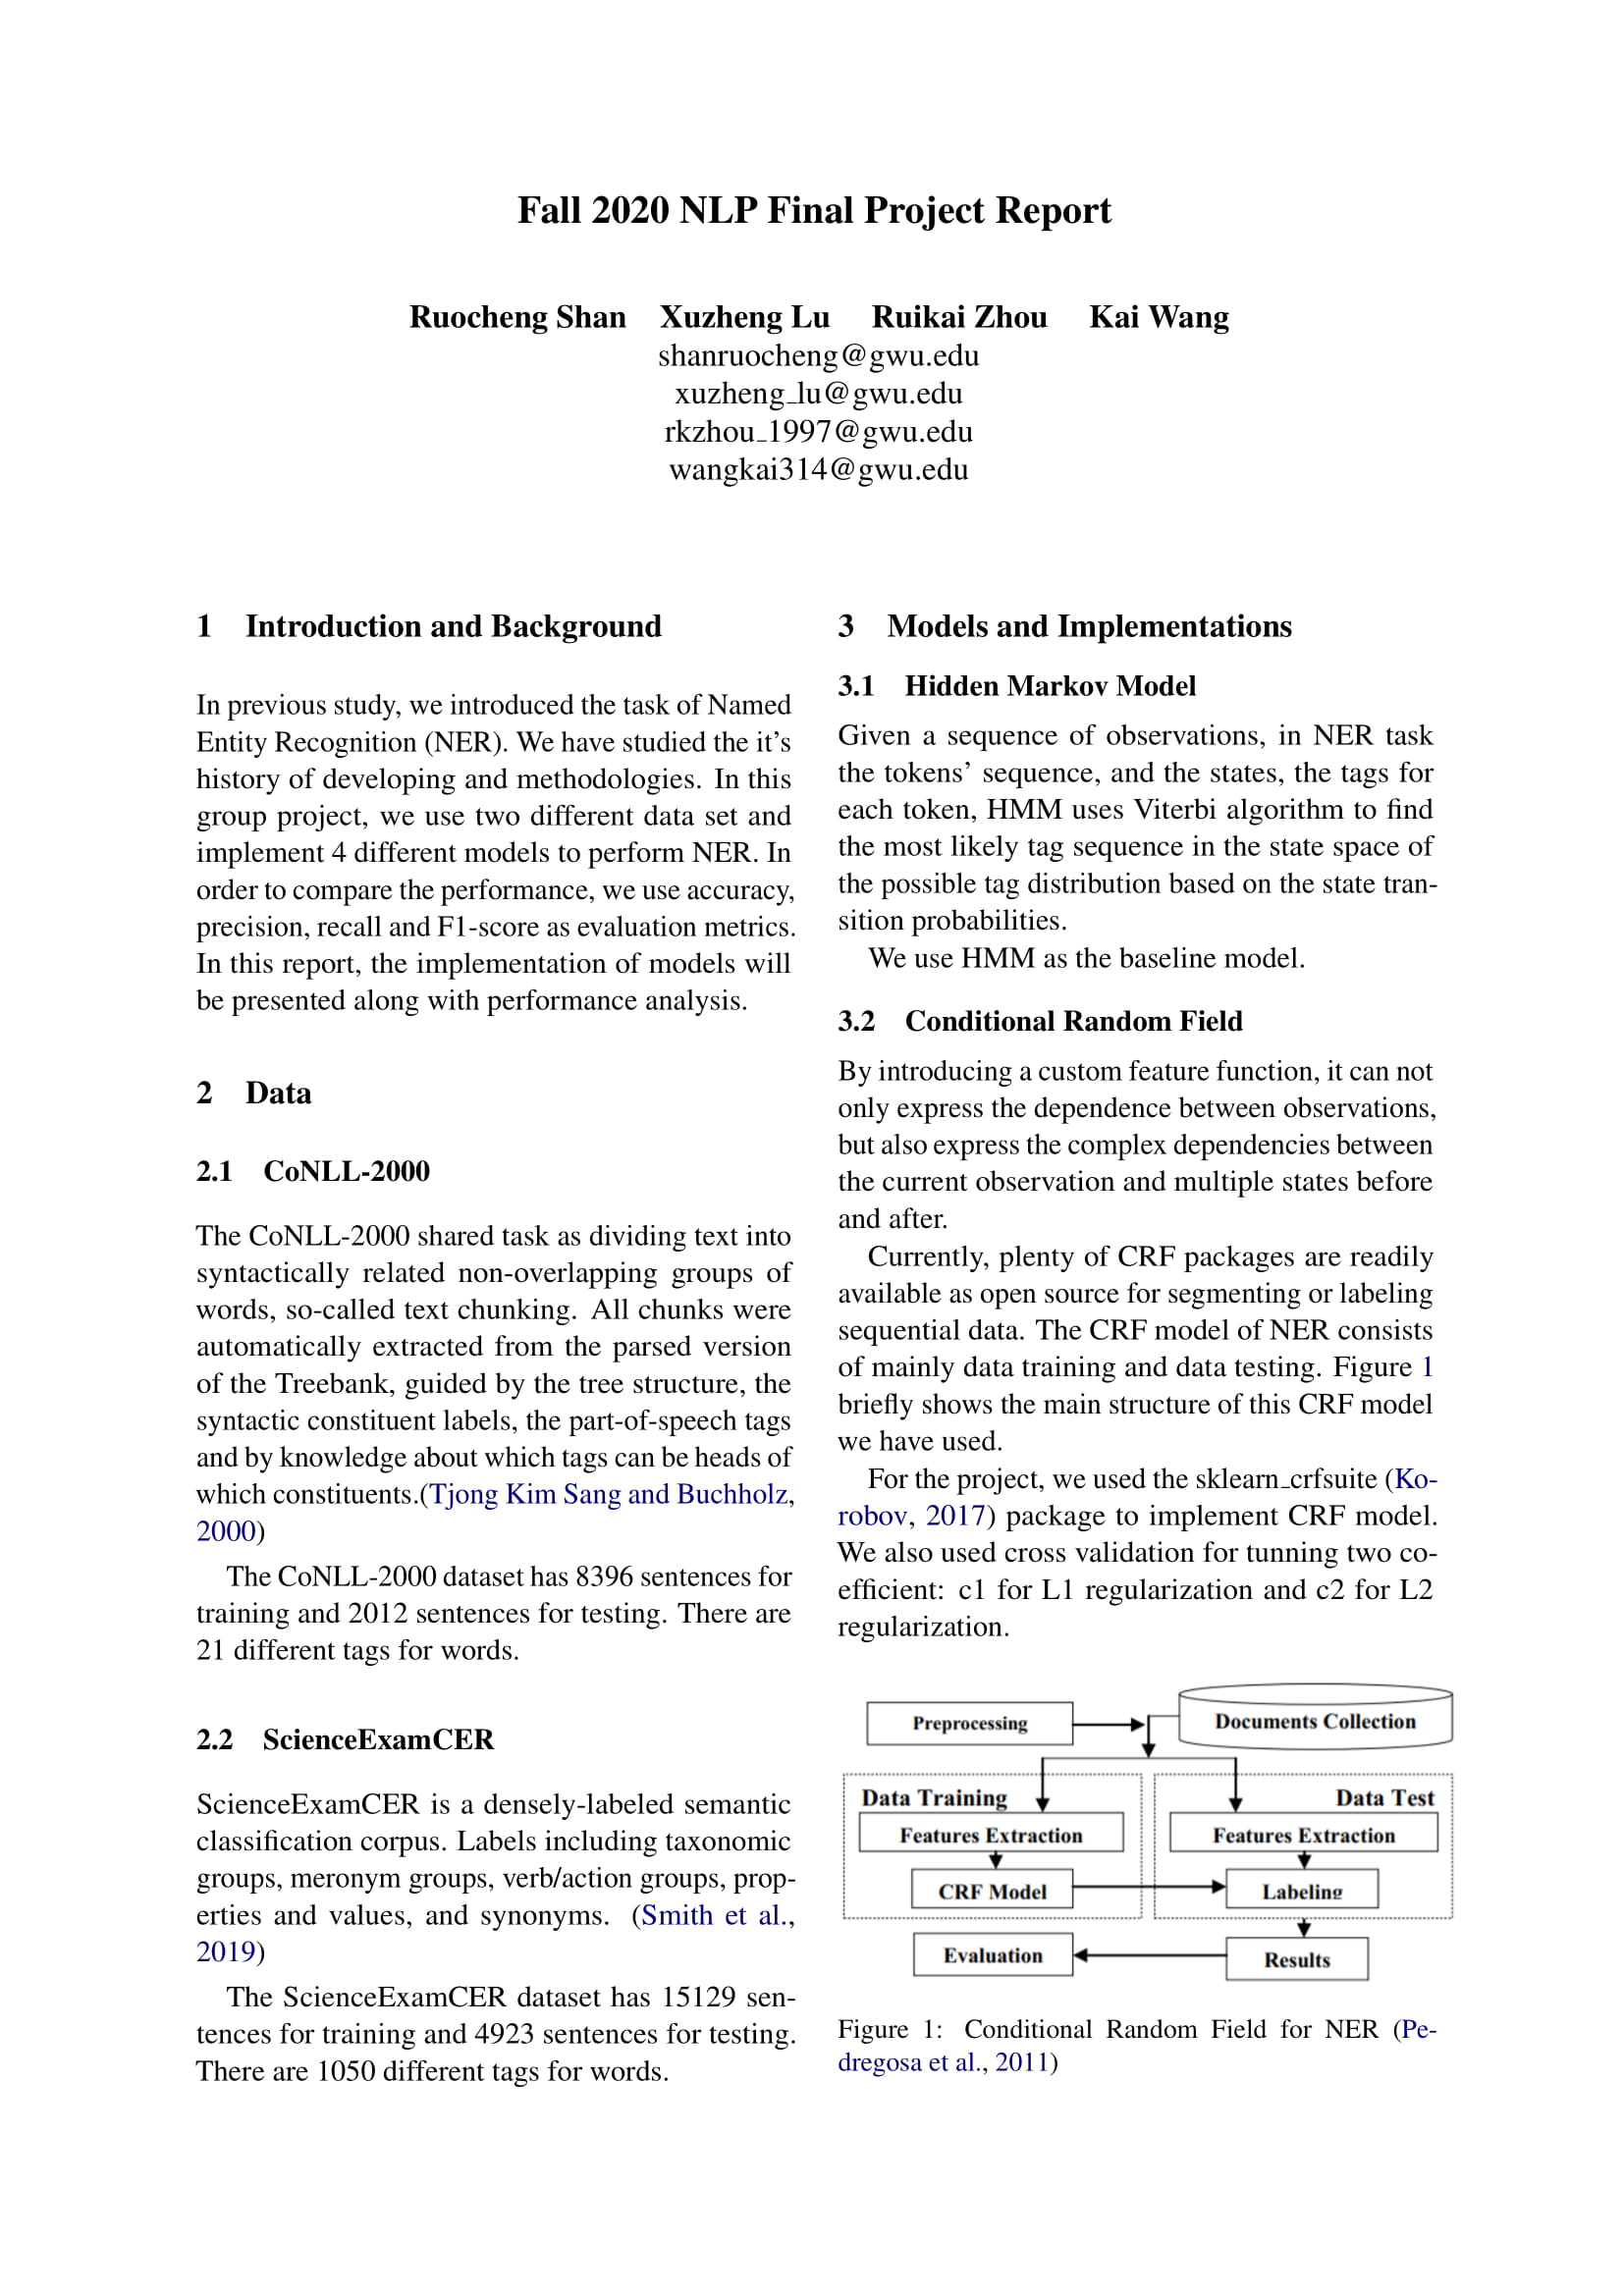 Fall 2020 NLP Final Project Report
Ruocheng Shan Xuzheng Lu Ruikai Zhou Kai Wang
shanruocheng@gwu.edu
xuzheng_lu@gwu.edu
rkzhou_1997@gwu.edu
wangkai314@gwu.edu
1 Introduction and Background
In previous study, we introduced the task of Named
Entity Recognition (NER). We have studied the it's
history of developing and methodologies. In this
group project, we use two different data set and
implement 4 different models to perform NER. In
order to compare the performance, we use accuracy,
precision, recall and F1-score as evaluation metrics.
In this report, the implementation of models will
be presented along with performance analysis.
2 Data
2.1 CoNLL-2000
The CoNLL-2000 shared task as dividing text into
syntactically related non-overlapping groups of
words, so-called text chunking. All chunks were
automatically extracted from the parsed version
of the Treebank, guided by the tree structure, the
syntactic constituent labels, the part-of-speech tags
and by knowledge about which tags can be heads of
which constituents.(Tjong Kim Sang and Buchholz,
2000)
The CoNLL-2000 dataset has 8396 sentences for
training and 2012 sentences for testing. There are
21 different tags for words.
2.2 ScienceExamCER
ScienceExamCER is a densely-labeled semantic
classification corpus. Labels including taxonomic
groups, meronym groups, verb/action groups, prop-
erties and values, and synonyms. (Smith et al.,
2019)
The ScienceExamCER dataset has 15129 sen-
tences for training and 4923 sentences for testing.
There are 1050 different tags for words.
3 Models and Implementations
3.1 Hidden Markov Model
Given a sequence of observations, in NER task
the tokens' sequence, and the states, the tags for
each token, HMM uses Viterbi algorithm to find
the most likely tag sequence in the state space of
the possible tag distribution based on the state tran-
sition probabilities.
We use HMM as the baseline model.
3.2 Conditional Random Field
By introducing a custom feature function, it can not
only express the dependence between observations,
but also express the complex dependencies between
the current observation and multiple states before
and after.
Currently, plenty of CRF packages are readily
available as open source for segmenting or labeling
sequential data. The CRF model of NER consists
of mainly data training and data testing. Figure 1
briefly shows the main structure of this CRF model
we have used.
For the project, we used the sklearn_crfsuite (Ko-
robov, 2017) package to implement CRF model.
We also used cross validation for tunning two co-
efficient: c1 for L1 regularization and c2 for L2
regularization.
Preprocessing
Documents Collection
Data Training
Data Test
Features Extraction
Features Extraction
CRF Model
Labeling
Evaluation
Results
Figure 1: Conditional Random Field for NER (Pe-
dregosa et al., 2011)